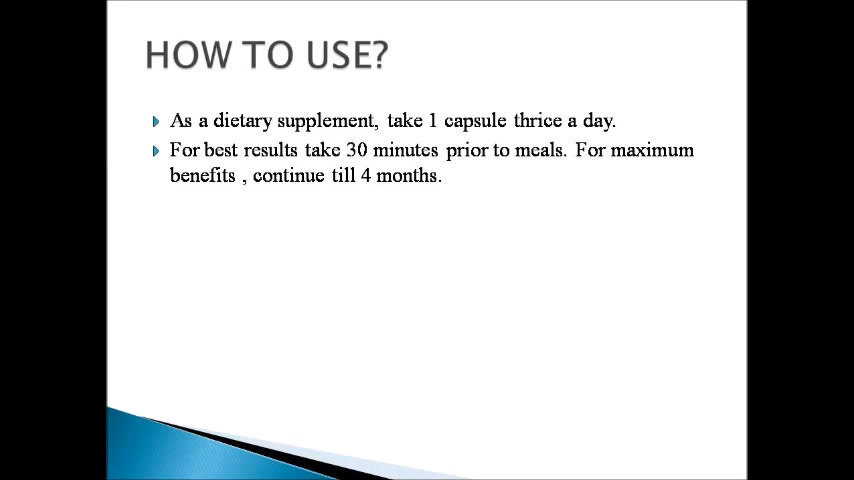 HOW TO USE?
As a dietary supplement, take 1 capsule thrice a day.
For best results take 30 minutes prior to meals. For maximum
benefits , continue till 4 months.